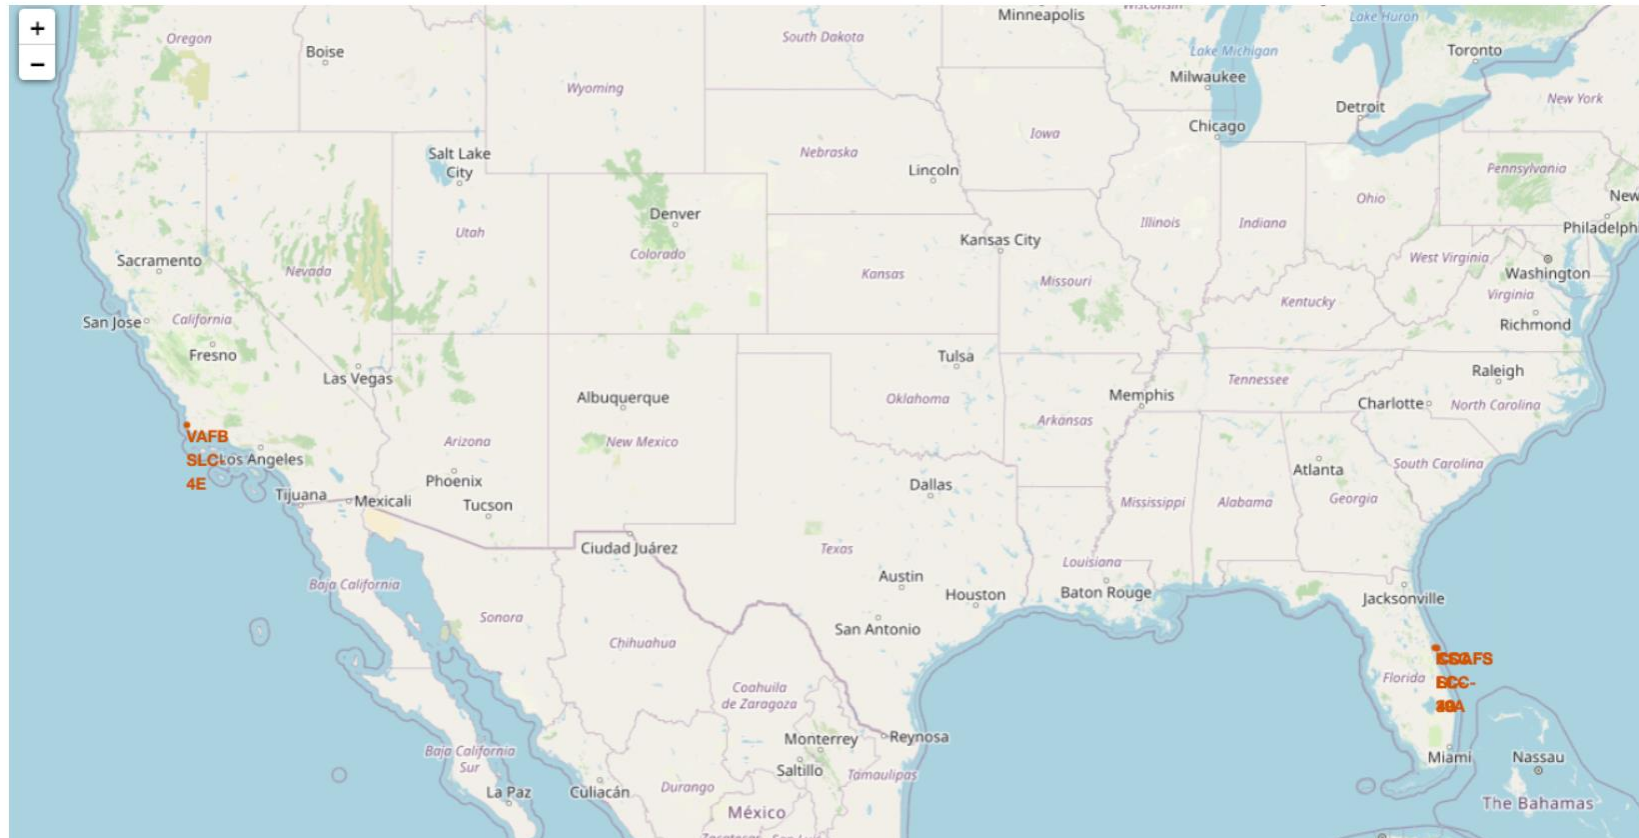 +
−
Oregon
Boise
Wyoming
South Dakota
Minneapolis
Wisconsin
Lake Michigan
Lake Huron
Toronto
Milwaukee
Detroit
New York
Chicago
Iowa
Nebraska
Lincoln
Salt Lake
City
Pennsylvania
New
Philadelph
Ohio
Illinois
Indiana
Denver
Utah
Colorado
Kansas City
Kansas
Missouri
West Virginia
Washington
Virginia
Sacramento
Nevada
Kentucky
Richmond
San Jose
California
Fresno
Las Vegas
Tulsa
Tennessee
Raleigh
Albuquerque
Oklahoma
Memphis
Charlotte
North Carolina
Arkansas
VAFB
SLC-
4E
Los Angeles
Arizona
New Mexico
South Carolina
Atlanta
Georgia
Phoenix
Dallas
Tijuana
Mexicali
Tucson
Mississippi
Alabama
Ciudad Juárez
Texas
Louisiana
Austin
Baja California
Houston
Baton Rouge
Jacksonville
Sonora
San Antonio
Chihuahua
Florida
Coahuila
de Zaragoza
Monterrey
Reynosa
Baja California
Sur
Saltillo
Tamaulipas
Miami
Nassau
La Paz
Culiacán
Durango
México
The Bahamas
Zacatecas
San Luis